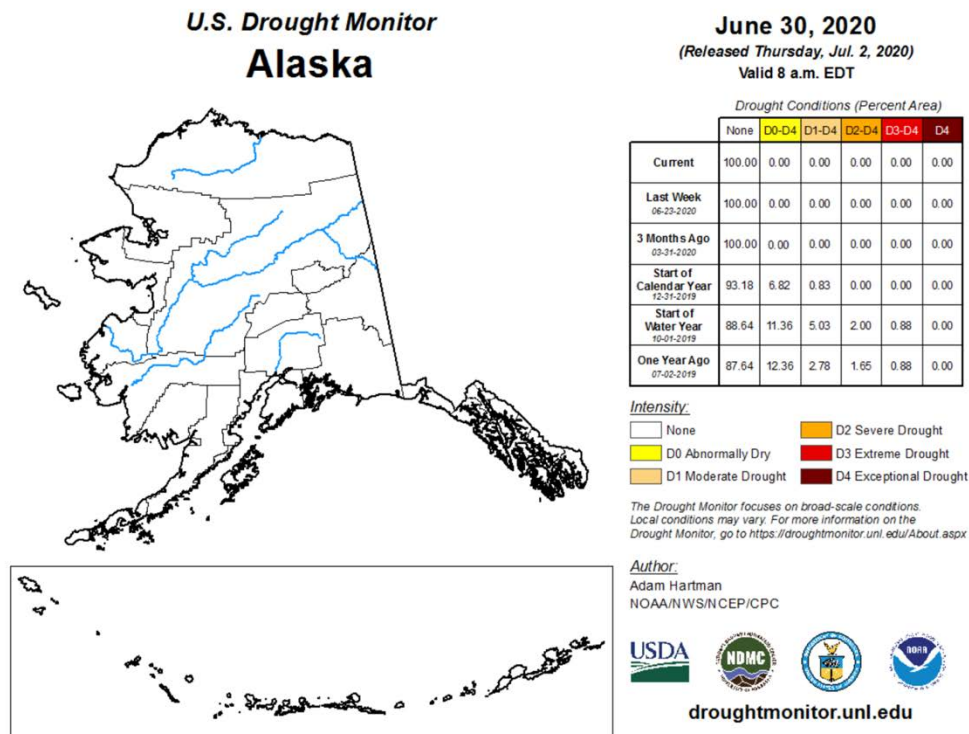 U.S. Drought Monitor
Alaska
June 30, 2020
(Released Thursday, Jul. 2, 2020)
Valid 8 a.m. EDT
Drought Conditions (Percent Area)
None D0-D4 D1-D4 D2-D4 D3-D4 D4
Current 100.00 0.00 0.00 0.00 0.00 0.00
Last Week
06-23-2020 100.00 0.00 0.00 0.00 0.00 0.00
3 Months Ago
03-31-2020 100.00 0.00 0.00 0.00 0.00 0.00
Start of
Calendar Year
12-31-2019 93.18 6.82 0.83 0.00 0.00 0.00
Start of
Water Year
10-01-2019 88.64 11.36 5.03 2.00 0.88 0.00
One Year Ago
07-02-2019 87.64 12.36 2.78 1.65 0.88 0.00
Intensity:
None
D0 Abnormally Dry
D1 Moderate Drought
D2 Severe Drought
D3 Extreme Drought
D4 Exceptional Drought
The Drought Monitor focuses on broad-scale conditions.
Local conditions may vary. For more information on the
Drought Monitor, go to https://droughtmonitor.unl.edu/About.aspx
Author:
Adam Hartman
NOAA/NWS/NCEP/CPC
USDA
NDMC
NOAA
droughtmonitor.unl.edu